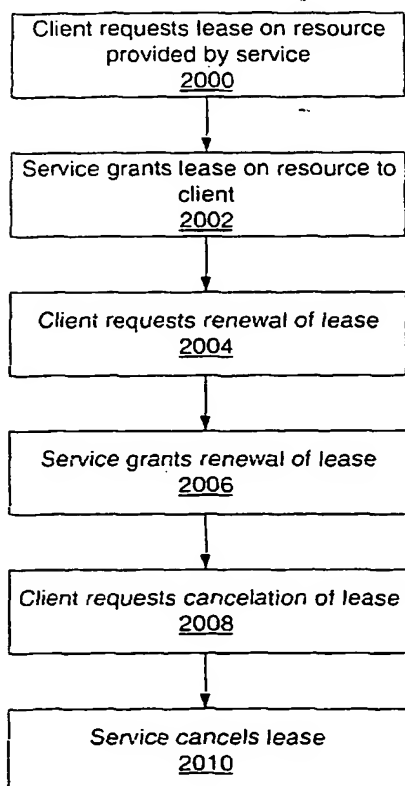 Client requests lease on resource
provided by service
2000
Service grants lease on resource to
client
2002
Client requests renewal of lease
2004
Service grants renewal of lease
2006
Client requests cancelation of lease
2008
Service cancels lease
2010